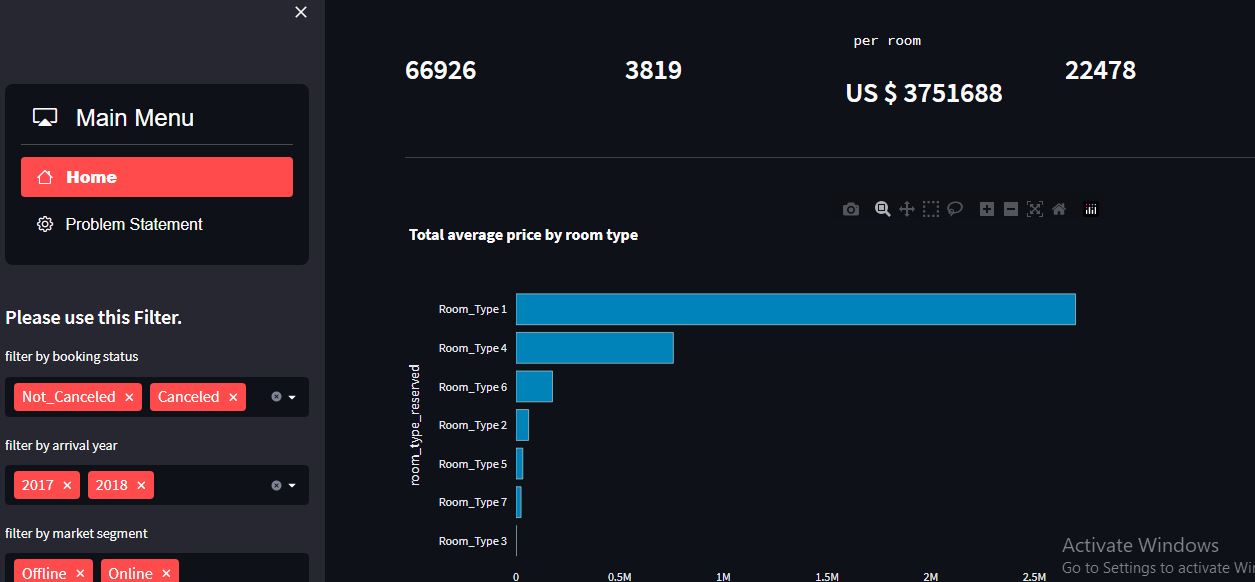 Main Menu
Home
Problem Statement
Please use this Filter.
filter by booking status
Not_Canceled × Canceled ×
filter by arrival year
2017 × 2018 ×
filter by market segment
Offline × Online ×
per room
66926 3819 US $ 3751688 22478
Total average price by room type
room_type_reserved
Room_Type 1
Room_Type 4
Room_Type 6
Room_Type 2
Room_Type 5
Room_Type 7
Room_Type 3
0 0.5M 1M 1.5M 2M 2.5M
Activate Windows
Go to Settings to activate Wi